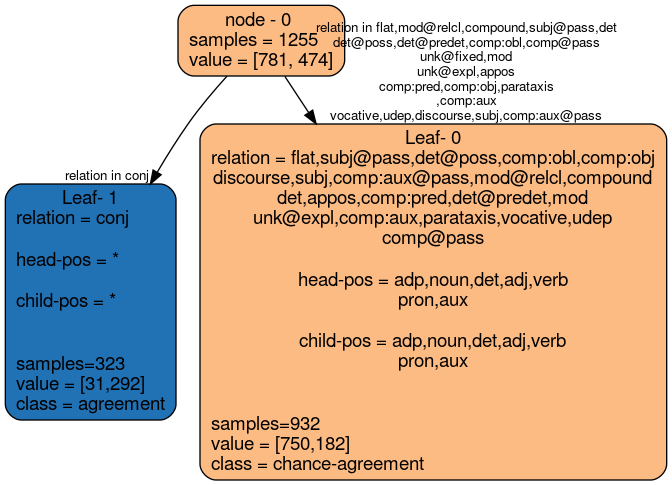 node - 0
samples = 1255
value = [781, 474]
relation in flat,mod@relcl,compound,subj@pass,det
det@poss,det@predet,comp:obl,comp@pass
unk@fixed,mod
unk@expl,appos
comp:pred,comp:obj,parataxis
,comp:aux
vocative,udep,discourse,subj,comp:aux@pass
relation in conj
Leaf- 1
relation = conj
head-pos = *
child-pos = *
samples=323
value = [31,292]
class = agreement
Leaf- 0
relation = flat,subj@pass,det@poss,comp:obl,comp:obj
discourse,subj,comp:aux@pass,mod@relcl,compound
det,appos,comp:pred,det@predet,mod
unk@expl,comp:aux,parataxis,vocative,udep
comp@pass
head-pos = adp,noun,det,adj,verb
pron,aux
child-pos = adp,noun,det,adj,verb
pron,aux
samples=932
value = [750,182]
class = chance-agreement